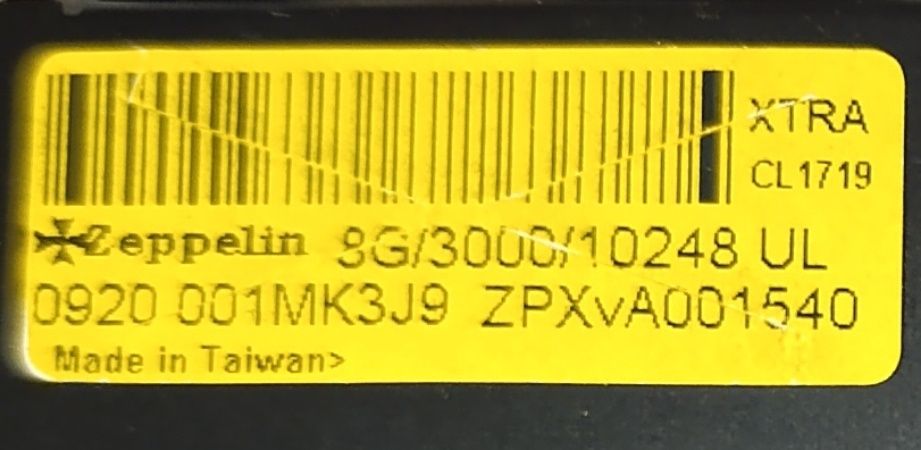 XTRA
CL1719
Zeppelin 8G/3000/10248 UL
0920 001MK3J9 ZPXvA001540
Made in Taiwan>